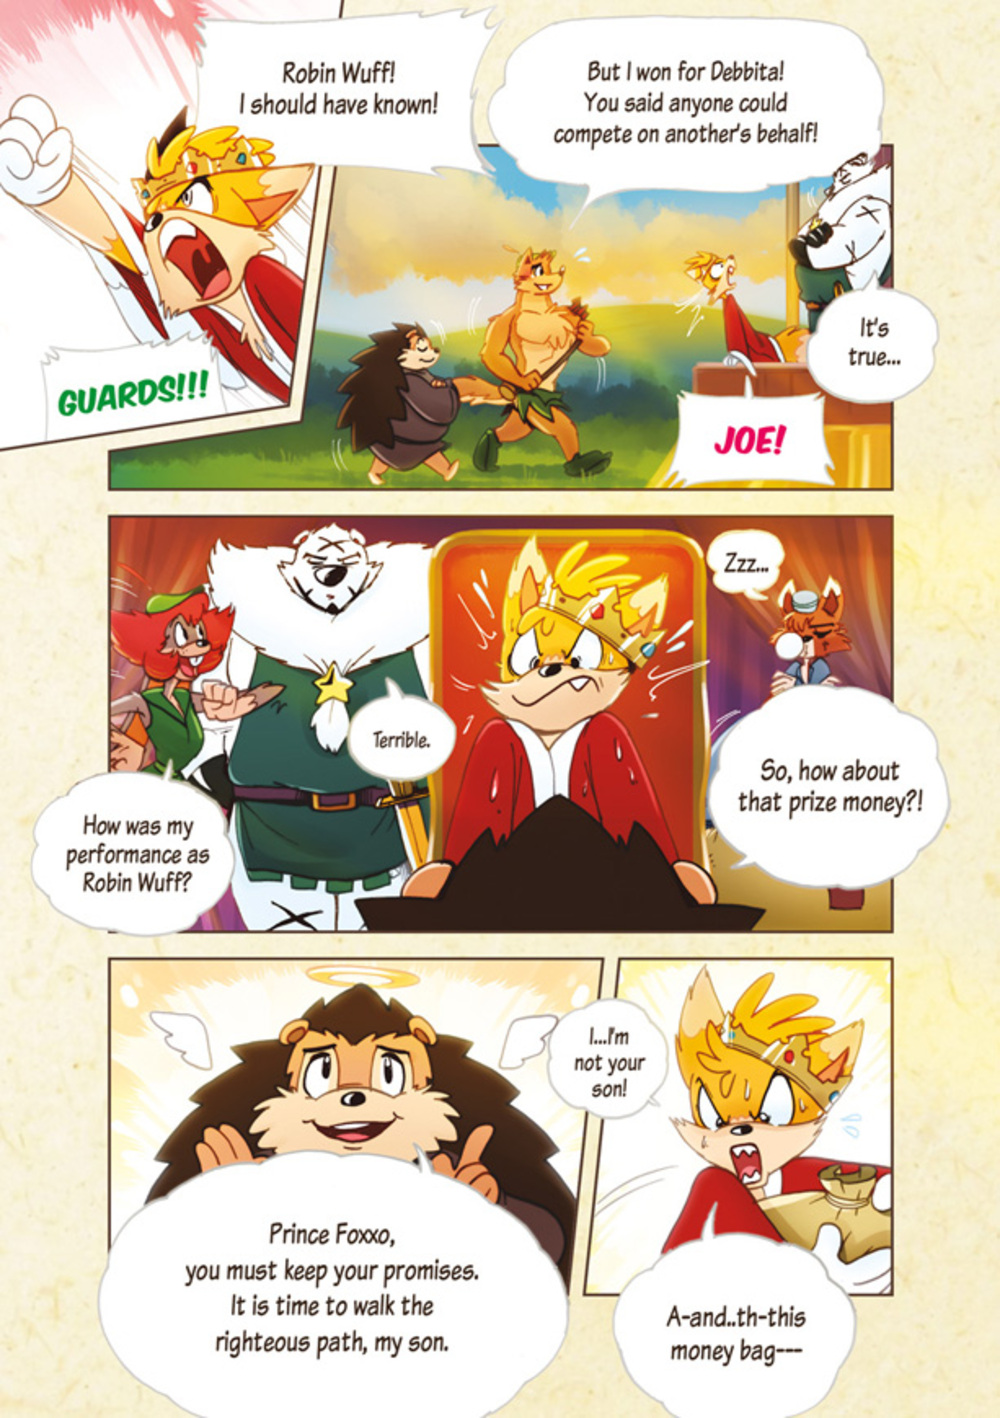 Robin Wuff!
I should have known!
GUARDS!!!
But I won for Debbita!
You said anyone could
compete on another's behalf!
It's
true...
JOE!
How was my
performance as
Robin Wuff?
Terrible.
Zzz...
So, how about
that prize money?!
Prince Foxxo,
you must keep your promises.
It is time to walk the
righteous path, my son.
I...I'm
not your
son!
A-and..th-this
money bag---